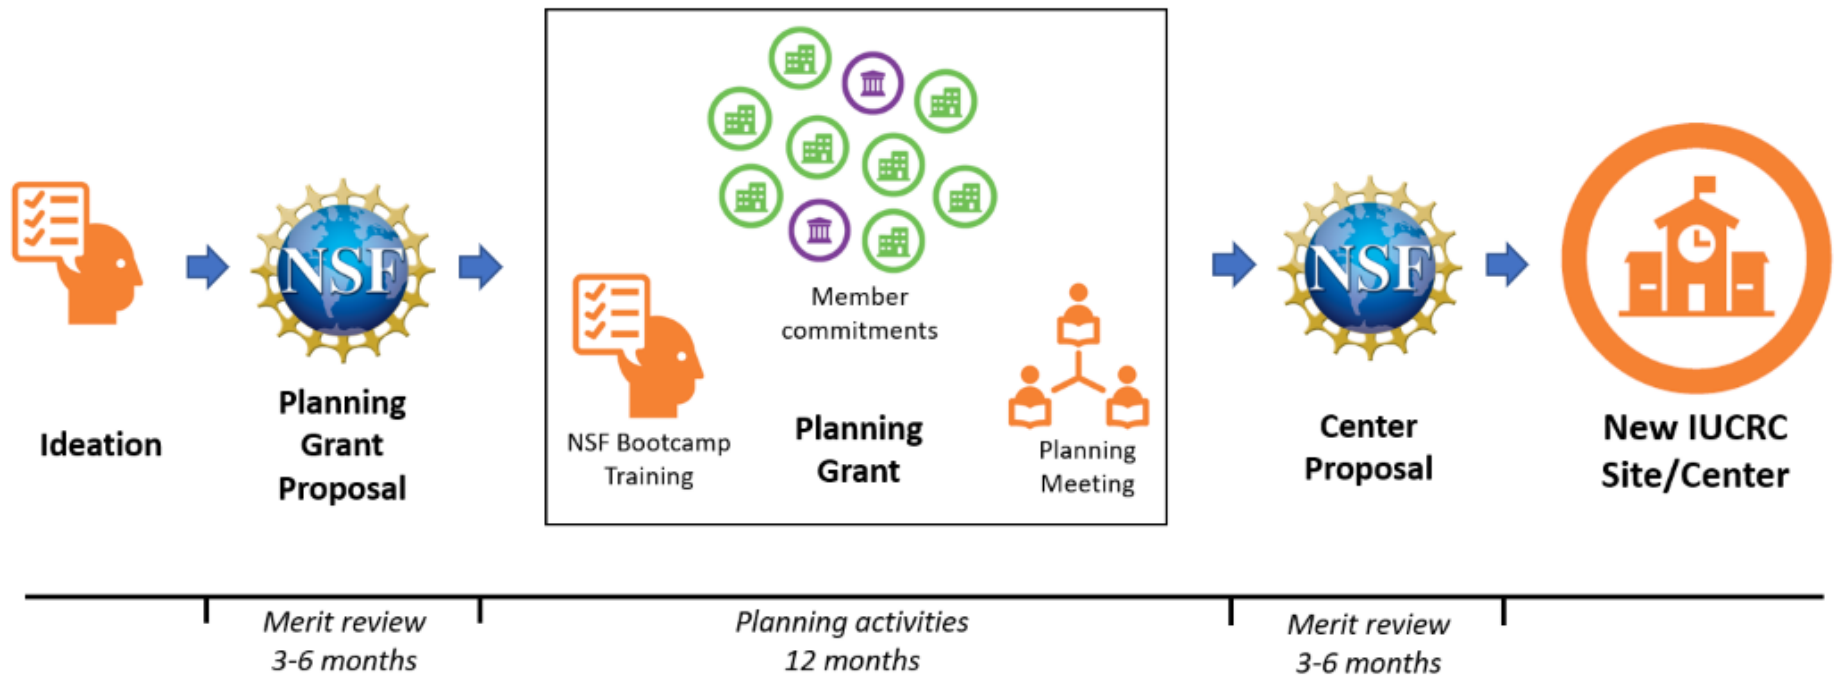 Ideation
NSF
Planning
Grant
Proposal
Member
commitments
NSF Bootcamp
Training
Planning
Grant
Planning
Meeting
NSF
Center
Proposal
New IUCRC
Site/Center
Merit review
3-6 months
Planning activities
12 months
Merit review
3-6 months